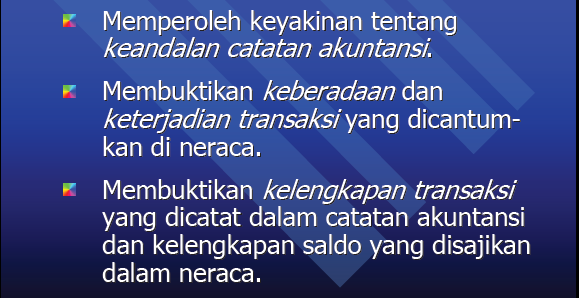 Memperoleh keyakinan tentang
keandalan catatan akuntansi.
Membuktikan keberadaan dan
keterjadian transaksi yang dicantum-
kan di neraca.
Membuktikan kelengkapan transaksi
yang dicatat dalam catatan akuntansi
dan kelengkapan saldo yang disajikan
dalam neraca.